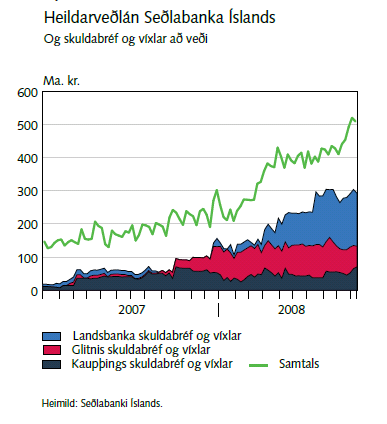 Heildarveðlán Seðlabanka Íslands
Og skuldabréf og víxlar að veði
Ma. kr.
600
500
400
300
200
100
0
2007
2008
Landsbanka skuldabréf og víxlar
Glitnis skuldabréf og víxlar
Kaupþings skuldabréf og víxlar
Samtals
Heimild: Seðlabanki Íslands.